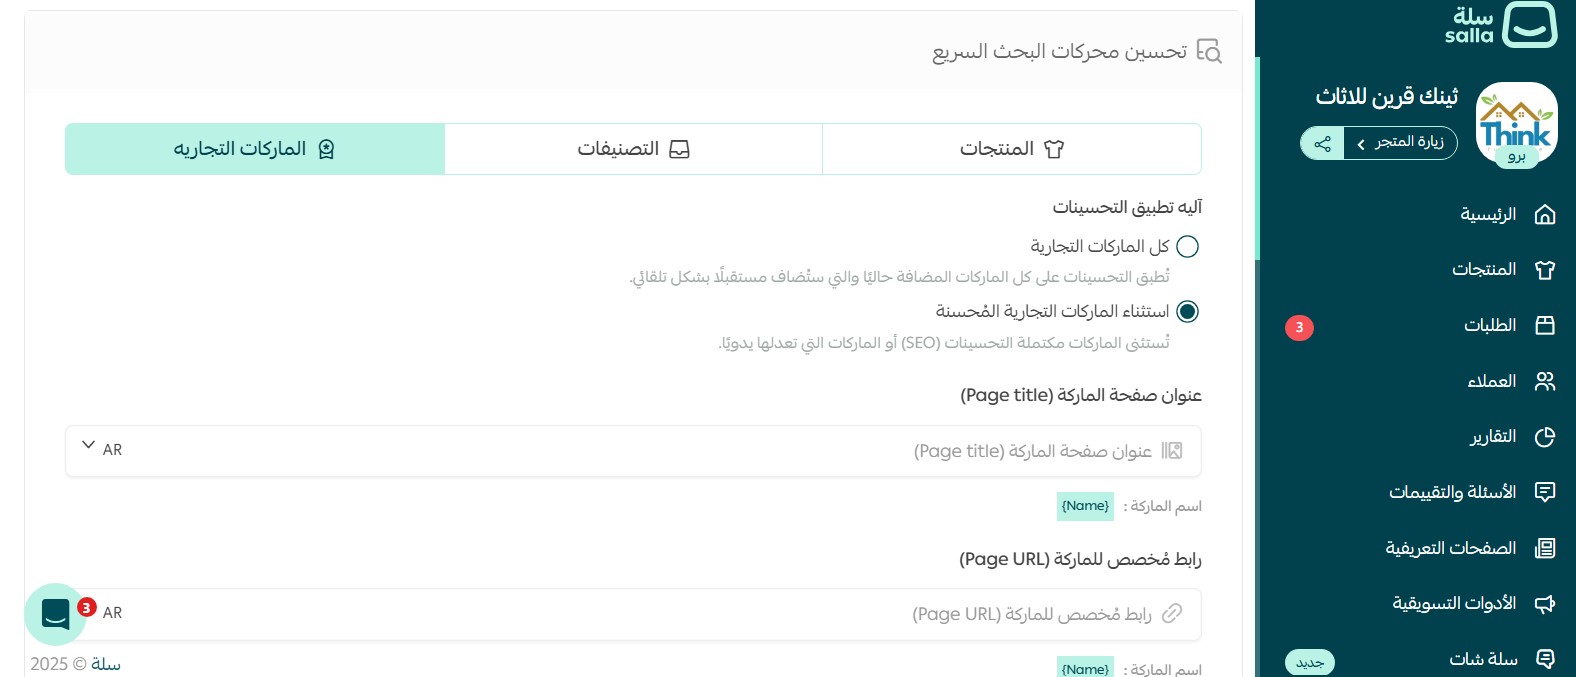 سلة
salla
ثينك قرين للاثاث
زيارة المتجر
Think
برو
الرئيسية
المنتجات
الطلبات
3
العملاء
التقارير
الأسئلة والتقييمات
الصفحات التعريفية
الأدوات التسويقية
سلة شات
جديد
تحسين محركات البحث السريع
المنتجات
التصنيفات
الماركات التجاريه
آليه تطبيق التحسينات
كل الماركات التجارية
تُطبق التحسينات على كل الماركات المضافة حاليًا والتي ستُضاف مستقبلًا بشكل تلقائي.
استثناء الماركات التجارية المُحسنة
تُستثنى الماركات مكتملة التحسينات (SEO) أو الماركات التي تعدلها يدويًا.
عنوان صفحة الماركة (Page title)
عنوان صفحة الماركة (Page title)
AR
اسم الماركة : {Name}
رابط مُخصص للماركة (Page URL)
رابط مُخصص للماركة (Page URL)
AR
3
اسم الماركة : {Name}
سلة © 2025